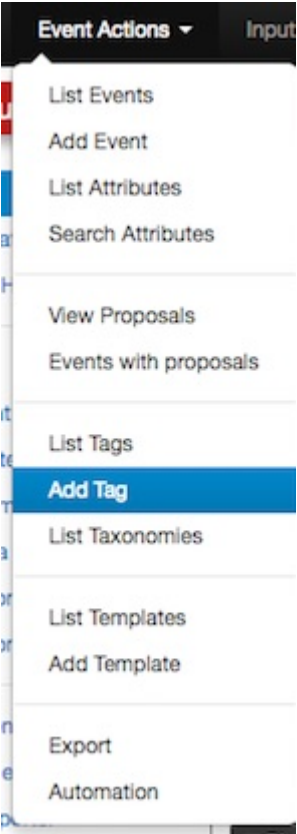 Event Actions
Input
List Events
Add Event
List Attributes
Search Attributes
View Proposals
Events with proposals
List Tags
Add Tag
List Taxonomies
List Templates
Add Template
Export
Automation